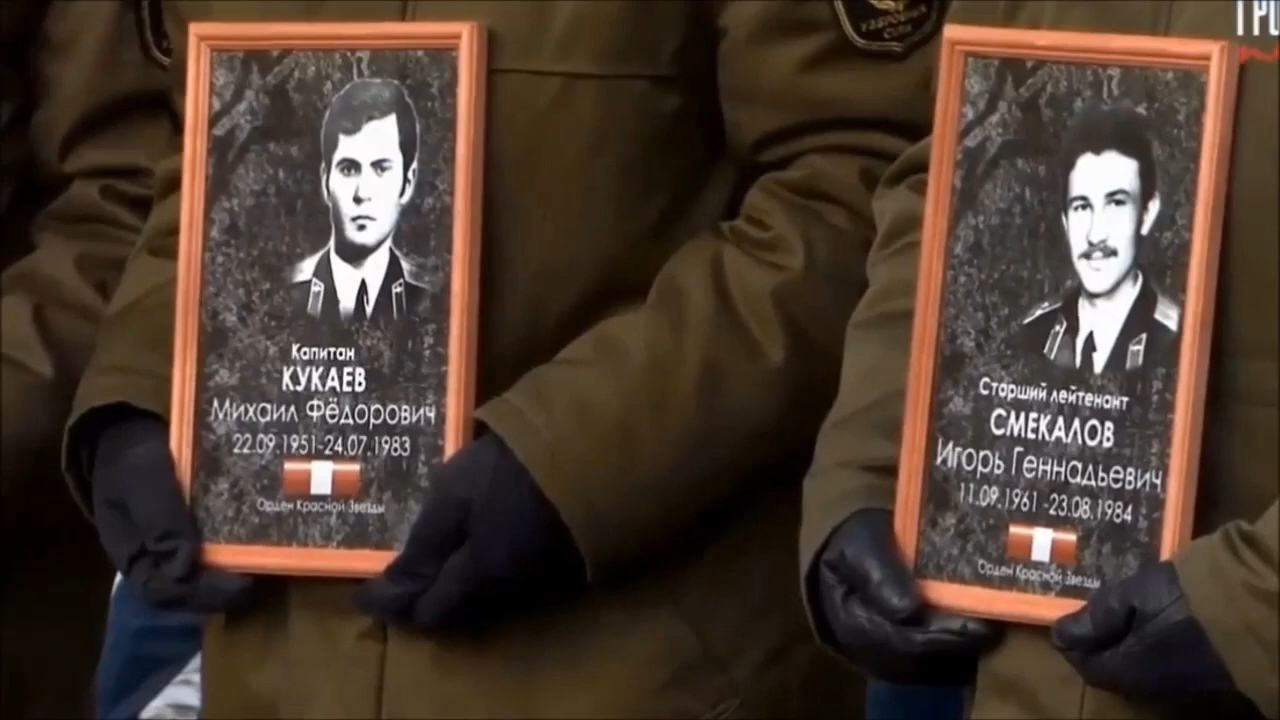 Капитан
КУКАЕВ
Михаил Фёдорович
22.09.1951-24.07.1983
Орден Красной Звезды
Старший лейтенант
СМЕКАЛОВ
Игорь Геннадьевич
11.09.1961 -23.08.1984
Орден Красной Звезды